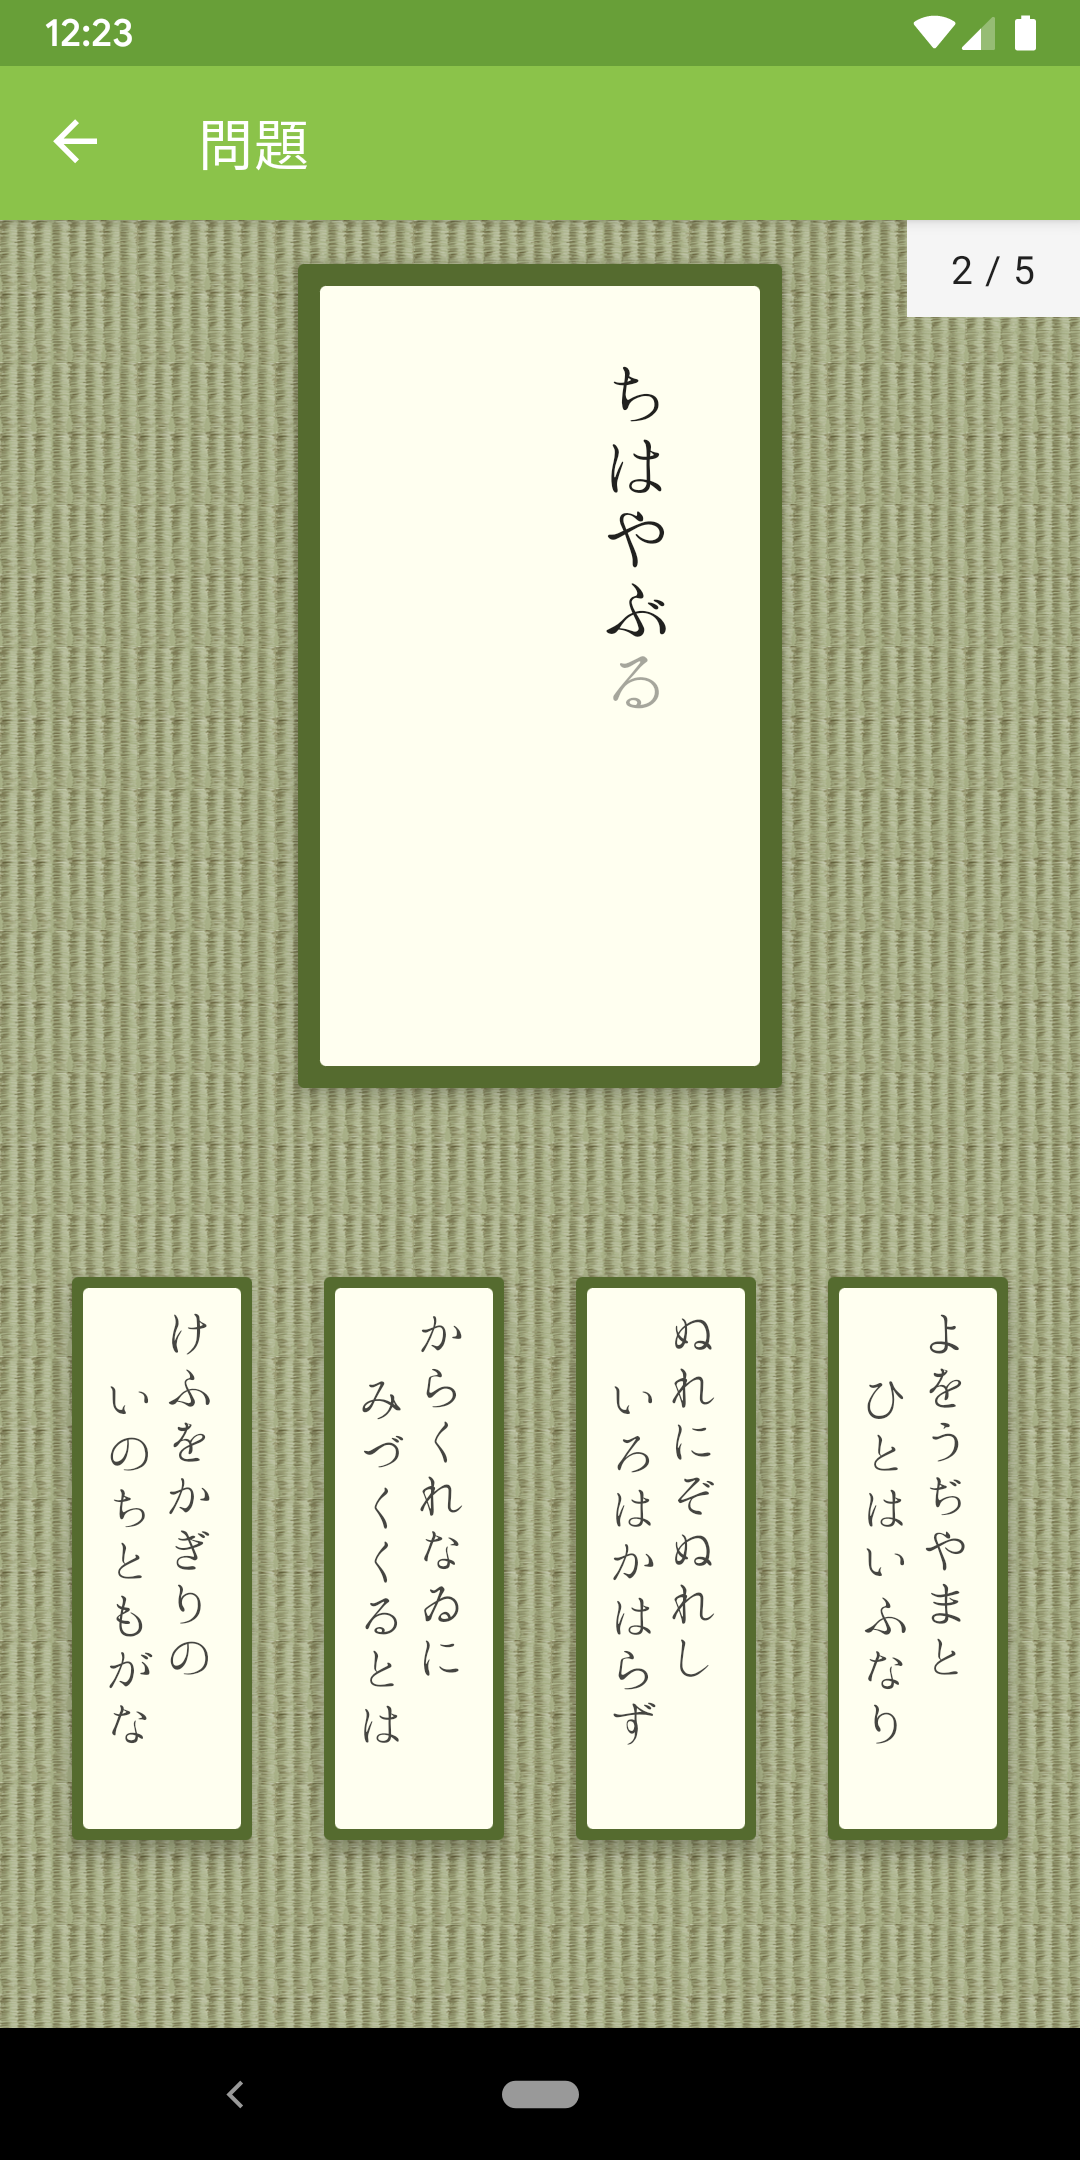 12:23
問題
2 / 5
ちはやぶる
よをうぢやまと
ひとはいふなり
ぬれにぞぬれし
いろはかはらず
からくれなゐに
みづくくるとは
けふをかぎりの
いのちともがな